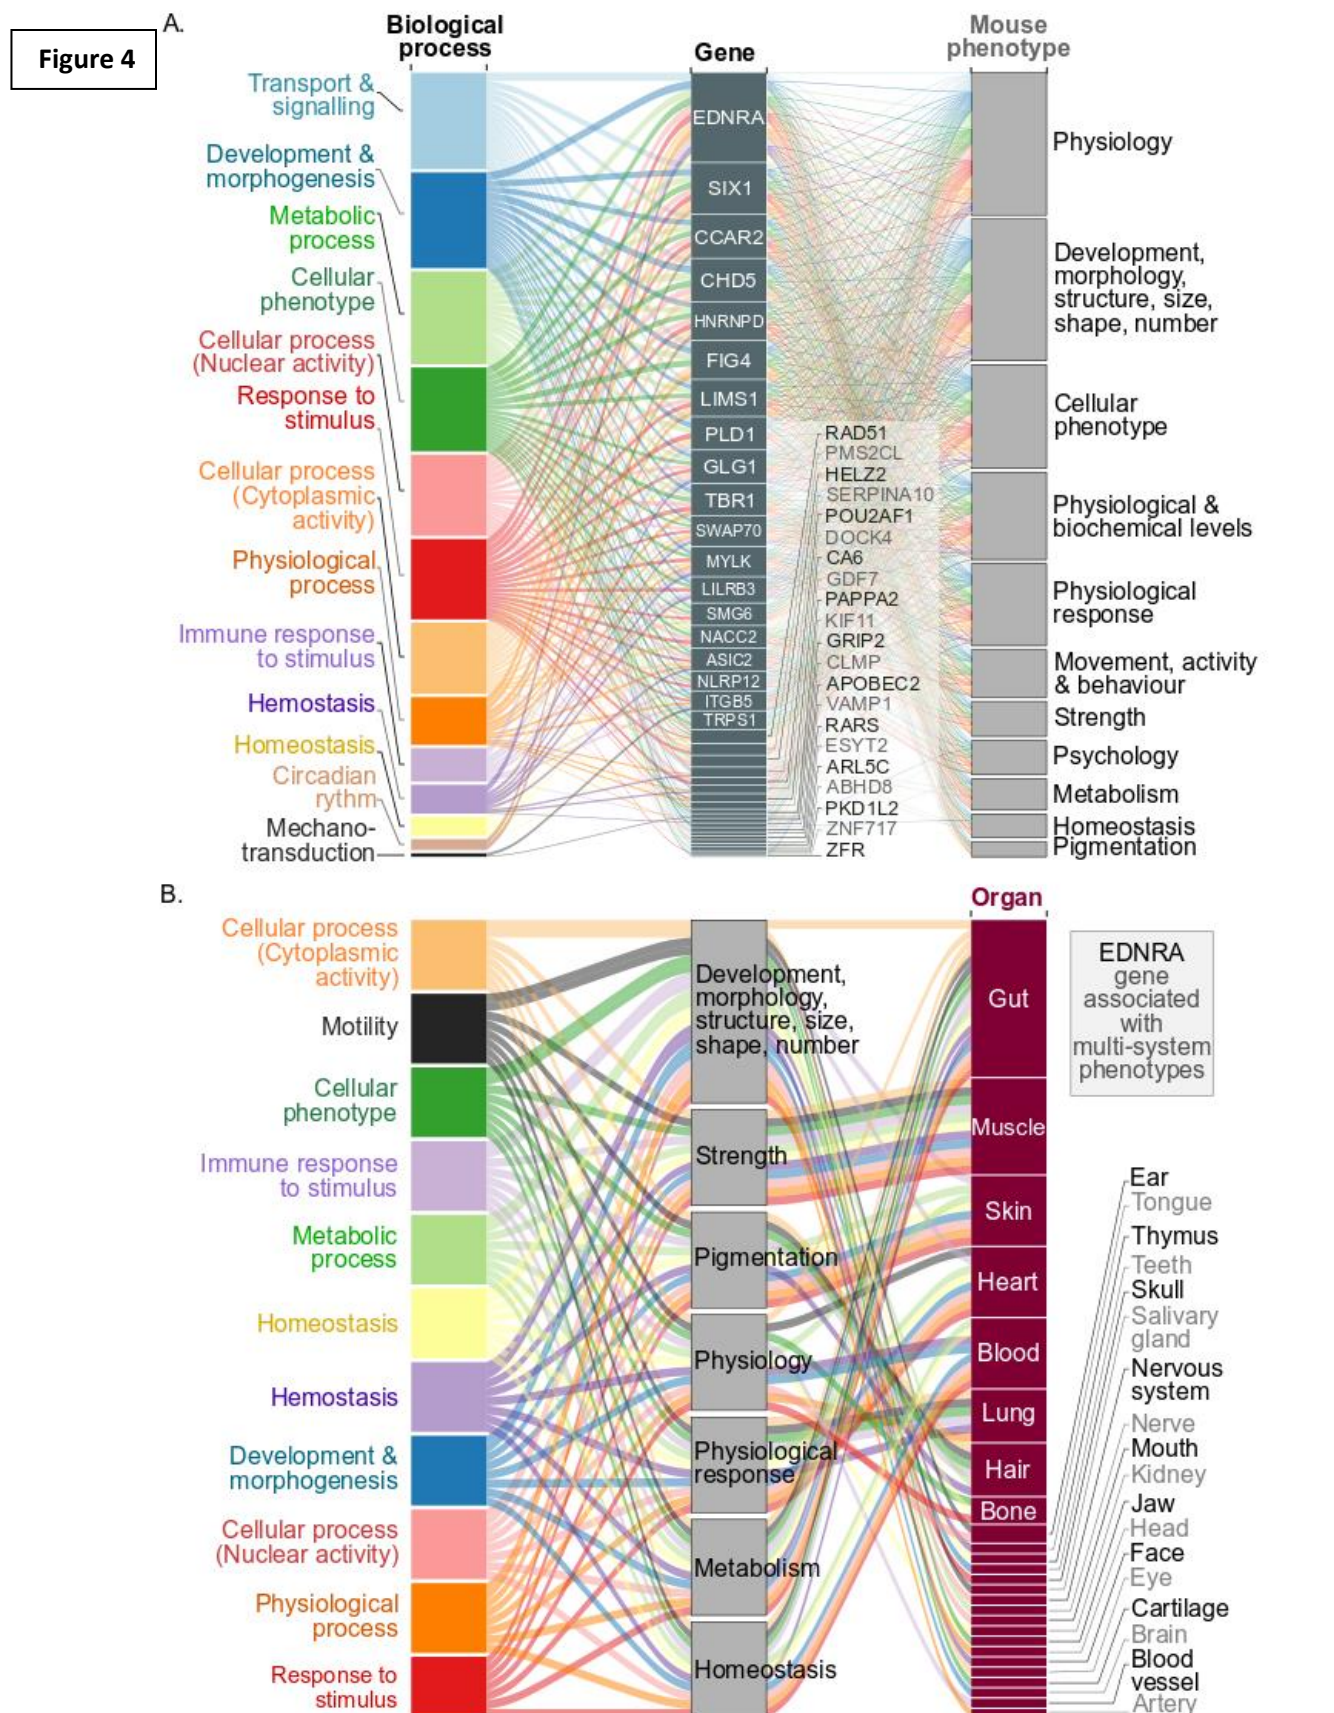 Figure 4
A.
Biological
process
Gene
Mouse
phenotype
Transport &
signalling
Development &
morphogenesis
Metabolic
process
Cellular
phenotype
Cellular process
(Nuclear activity)
Response to
stimulus
Cellular process
(Cytoplasmic
activity)
Physiological
process
Immune response
to stimulus
Hemostasis
Homeostasis
Circadian
rythm
Mechano-
transduction
EDNRA
SIX1
CCAR2
CHD5
HNRNPD
FIG4
LIMS1
PLD1
GLG1
TBR1
SWAP70
MYLK
LILRB3
SMG6
NACC2
ASIC2
NLRP12
ITGB5
TRPS1
RAD51
PMS2CL
HELZ2
SERPINA10
POU2AF1
DOCK4
CA6
GDF7
PAPPA2
KIF11
GRIP2
CLMP
APOBEC2
VAMP1
RARS
ESYT2
ARL5C
ABHD8
PKD1L2
ZNF717
ZFR
Physiology
Development,
morphology,
structure, size,
shape, number
Cellular
phenotype
Physiological &
biochemical levels
Physiological
response
Movement, activity
& behaviour
Strength
Psychology
Metabolism
Homeostasis
Pigmentation
B.
Organ
Cellular process
(Cytoplasmic
activity)
Motility
Cellular
phenotype
Immune response
to stimulus
Metabolic
process
Homeostasis
Hemostasis
Development &
morphogenesis
Cellular process
(Nuclear activity)
Physiological
process
Response to
stimulus
Development,
morphology,
structure, size,
shape, number
Strength
Pigmentation
Physiology
Physiological
response
Metabolism
Homeostasis
Gut
Muscle
Skin
Heart
Blood
Lung
Hair
Bone
EDNRA
gene
associated
with
multi-system
phenotypes
Ear
Tongue
Thymus
Teeth
Skull
Salivary
gland
Nervous
system
Nerve
Mouth
Kidney
Jaw
Head
Face
Eye
Cartilage
Brain
Blood
vessel
Artery